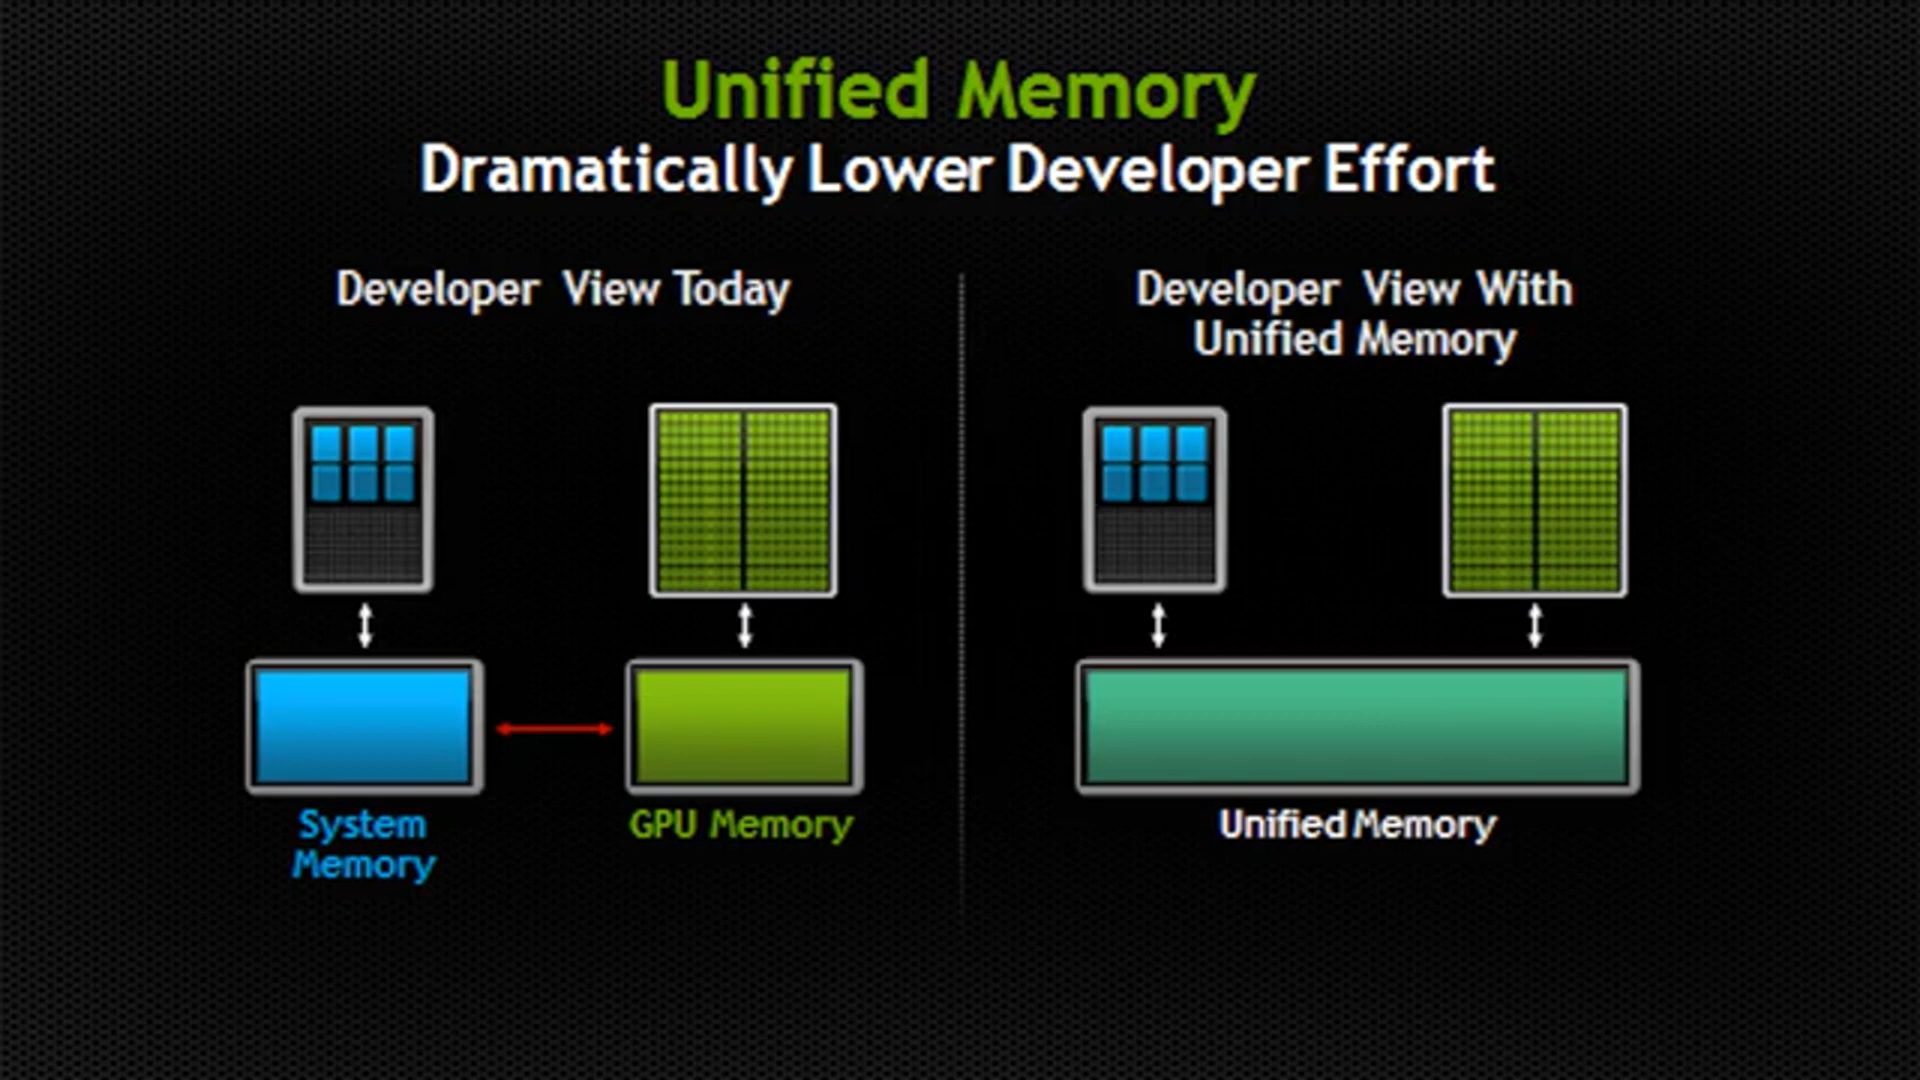 Unified Memory
Dramatically Lower Developer Effort
Developer View Today
Developer View With
Unified Memory
System
Memory
GPU Memory
Unified Memory